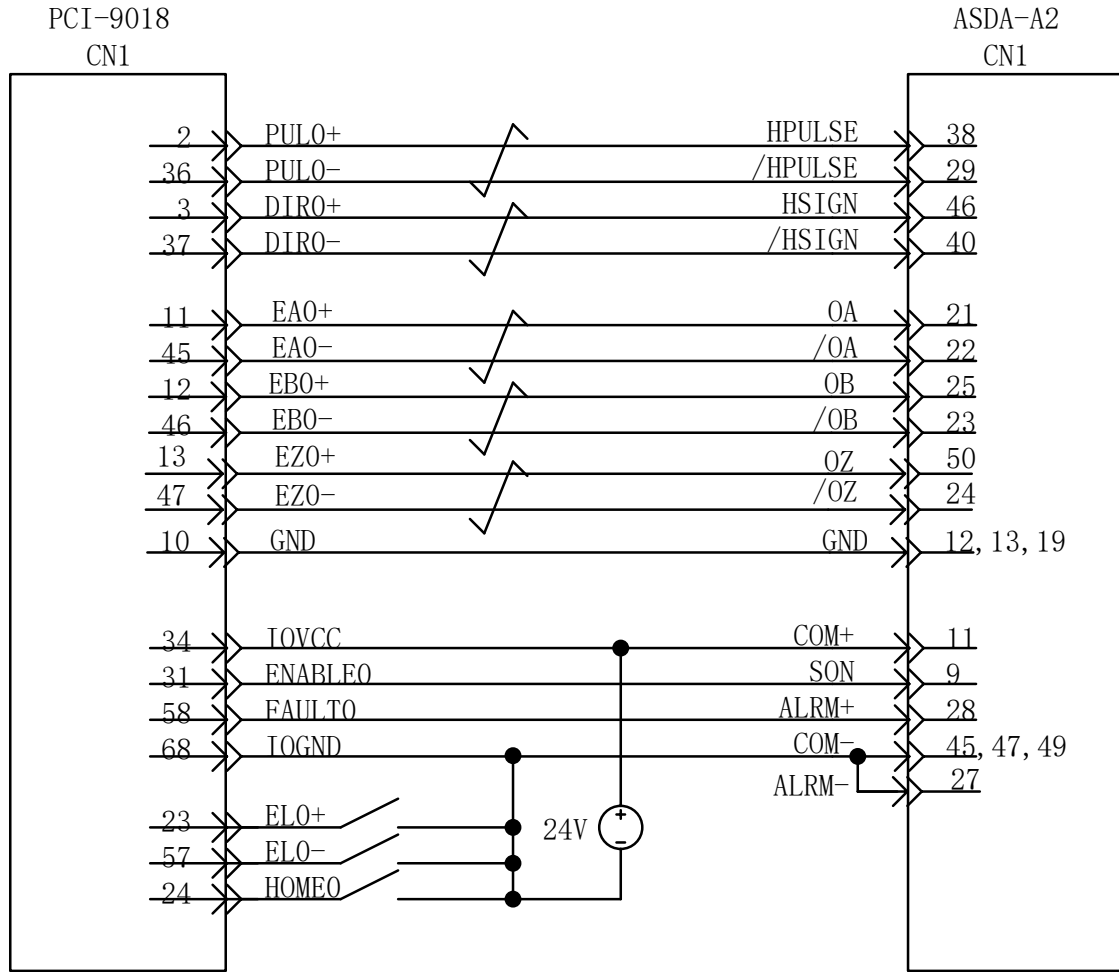 PCI-9018 ASDA-A2
CN1 CN1
2 PUL0+ HPULSE 38
36 PUL0- /HPULSE 29
3 DIR0+ HSIGN 46
37 DIR0- /HSIGN 40
11 EA0+ OA 21
45 EA0- /OA 22
12 EB0+ OB 25
46 EB0- /OB 23
13 EZ0+ OZ 50
47 EZ0- /OZ 24
10 GND GND 12,13,19
34 IOVCC COM+ 11
31 ENABLE0 SON 9
58 FAULT0 ALRM+ 28
68 IOGND COM- 45,47,49
ALRM- 27
23 EL0+ 24V
57 EL0-
24 HOME0